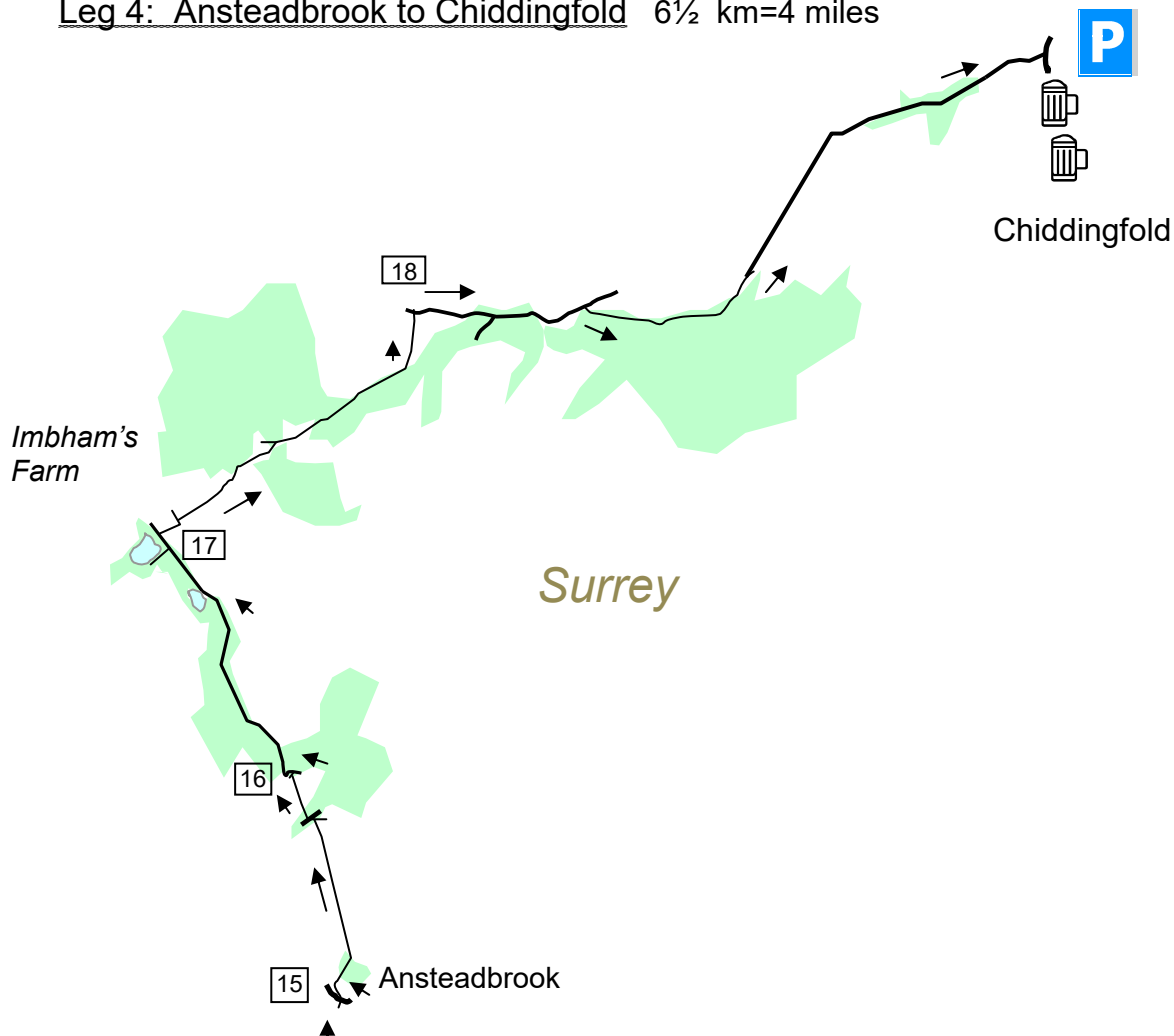 Leg 4: Ansteadbrook to Chiddingfold 6½ km=4 miles
P
Chiddingfold
18
Imbham's
Farm
17
Surrey
16
15
Ansteadbrook